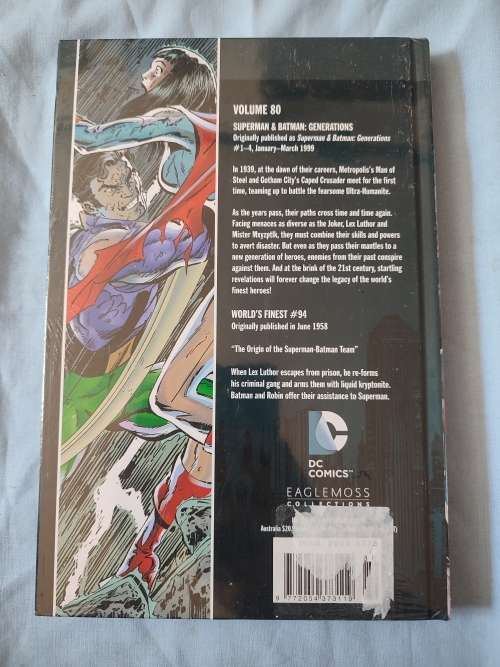 VOLUME 80
SUPERMAN & BATMAN: GENERATIONS
Originally published as Superman & Batman: Generations
#1–4, January–March 1999
In 1939, at the dawn of their careers, Metropolis's Man of
Steel and Gotham City's Caped Crusader meet for the first
time, teaming up to battle the fearsome Ultra-Humanite.
As the years pass, their paths cross time and time again.
Facing menaces as diverse as the Joker, Lex Luthor and
Mister Mxyzptlk, they must combine their skills and powers
to avert disaster. But even as they pass their mantles to a
new generation of heroes, enemies from their past conspire
against them. And at the brink of the 21st century, startling
revelations will forever change the legacy of the world's
finest heroes!
WORLD'S FINEST #94
Originally published in June 1958
"The Origin of the Superman-Batman Team"
When Lex Luthor escapes from prison, he re-forms
his criminal gang and arms them with liquid kryptonite.
Batman and Robin offer their assistance to Superman.
DC
DC
COMICS™
EAGLEMOSS
COLLECTIONS
Australia $20.
9 772054 373119